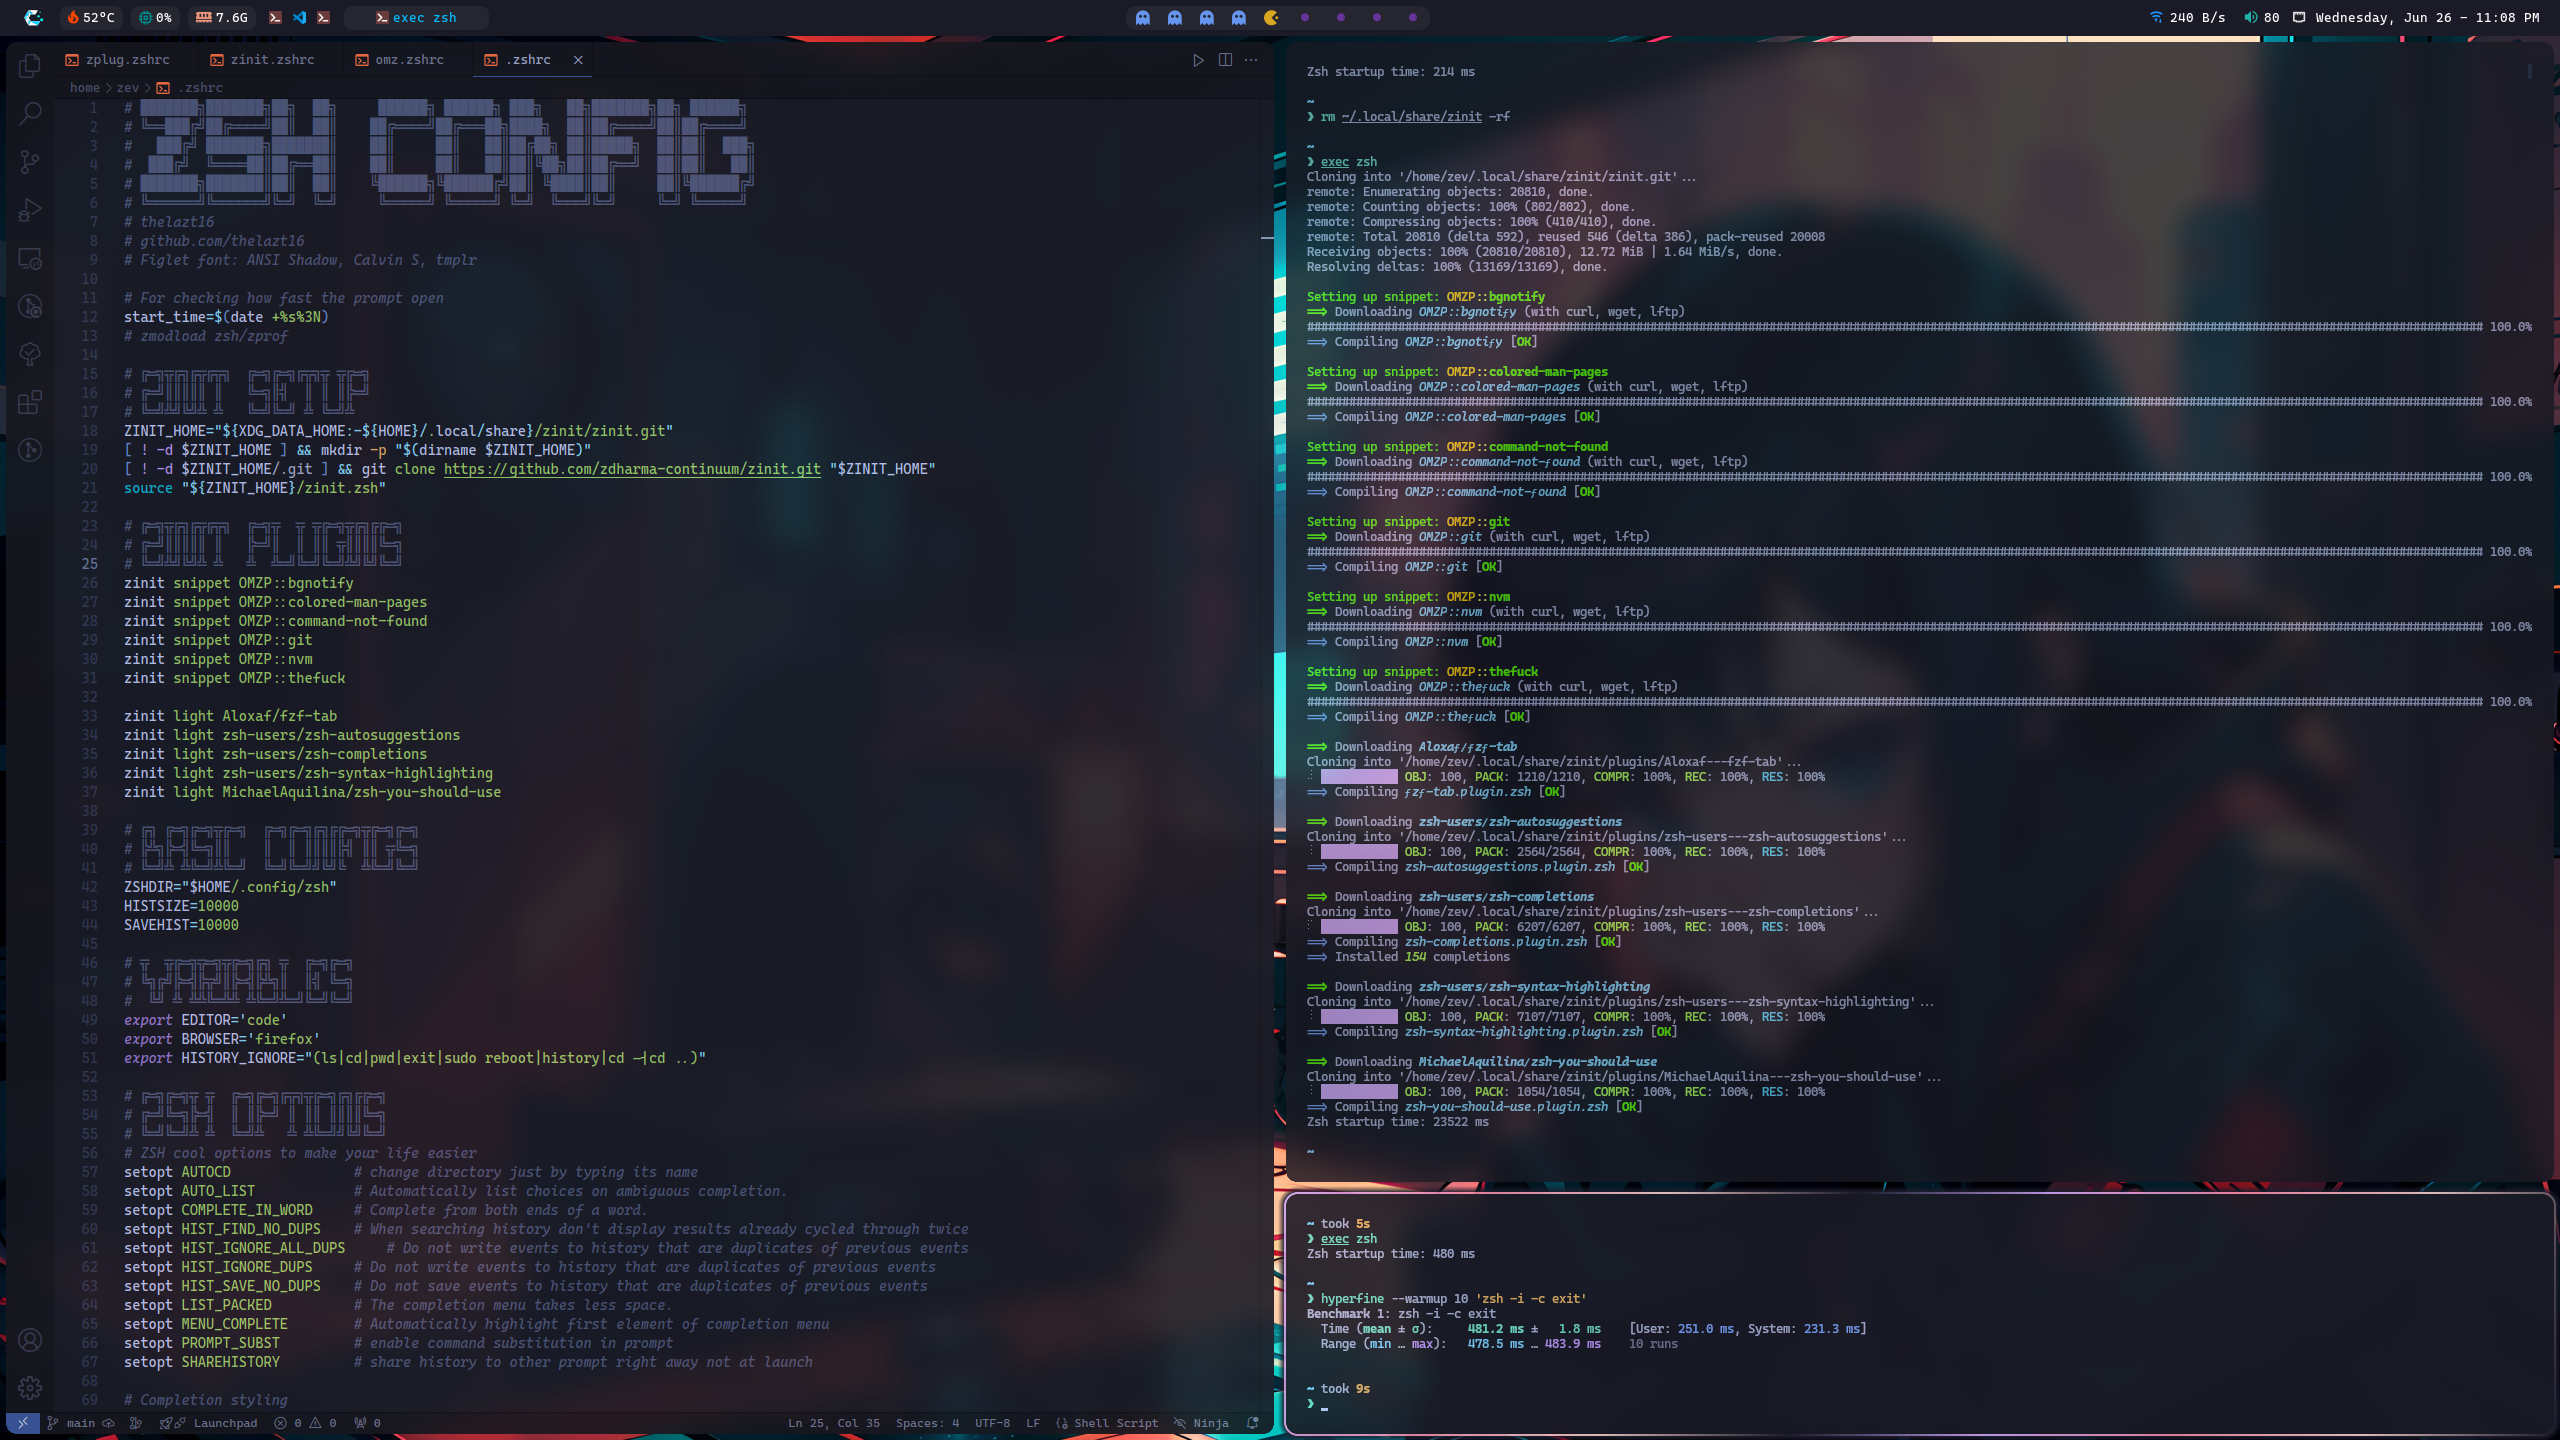 52°C 0% 7.6G exec zsh
240 B/s 80 Wednesday, Jun 26 - 11:08 PM
zplug.zshrc zinit.zshrc omz.zshrc .zshrc
home > zev > .zshrc
1 # ZSH CONFIG
2 #
3 #
4 #
5 #
6 #
7 # thelazt16
8 # github.com/thelazt16
9 # Figlet font: ANSI Shadow, Calvin S, tmplr
10
11 # For checking how fast the prompt open
12 start_time=$(date +%s%3N)
13 # zmodload zsh/zprof
14
15 #
16 #
17 #
18 ZINIT_HOME="${XDG_DATA_HOME:-${HOME}/.local/share}/zinit/zinit.git"
19 [ ! -d $ZINIT_HOME ] && mkdir -p "$(dirname $ZINIT_HOME)"
20 [ ! -d $ZINIT_HOME/.git ] && git clone https://github.com/zdharma-continuum/zinit.git "$ZINIT_HOME"
21 source "${ZINIT_HOME}/zinit.zsh"
22
23 #
24 #
25 #
26 zinit snippet OMZP::bgnotify
27 zinit snippet OMZP::colored-man-pages
28 zinit snippet OMZP::command-not-found
29 zinit snippet OMZP::git
30 zinit snippet OMZP::nvm
31 zinit snippet OMZP::thefuck
32
33 zinit light Aloxaf/fzf-tab
34 zinit light zsh-users/zsh-autosuggestions
35 zinit light zsh-users/zsh-completions
36 zinit light zsh-users/zsh-syntax-highlighting
37 zinit light MichaelAquilina/zsh-you-should-use
38
39 #
40 #
41 #
42 ZSHDIR="$HOME/.config/zsh"
43 HISTSIZE=10000
44 SAVEHIST=10000
45
46 #
47 #
48 #
49 export EDITOR='code'
50 export BROWSER='firefox'
51 export HISTORY_IGNORE="(ls|cd|pwd|exit|sudo reboot|history|cd -|cd ..)"
52
53 #
54 #
55 #
56 # ZSH cool options to make your life easier
57 setopt AUTOCD # change directory just by typing its name
58 setopt AUTO_LIST # Automatically list choices on ambiguous completion.
59 setopt COMPLETE_IN_WORD # Complete from both ends of a word.
60 setopt HIST_FIND_NO_DUPS # When searching history don't display results already cycled through twice
61 setopt HIST_IGNORE_ALL_DUPS # Do not write events to history that are duplicates of previous events
62 setopt HIST_IGNORE_DUPS # Do not write events to history that are duplicates of previous events
63 setopt HIST_SAVE_NO_DUPS # Do not save events to history that are duplicates of previous events
64 setopt LIST_PACKED # The completion menu takes less space.
65 setopt MENU_COMPLETE # Automatically highlight first element of completion menu
66 setopt PROMPT_SUBST # enable command substitution in prompt
67 setopt SHAREHISTORY # share history to other prompt right away not at launch
68
69 # Completion styling
main Launchpad 0 0 0 Ln 25, Col 35 Spaces: 4 UTF-8 LF Shell Script Ninja
Zsh startup time: 214 ms
~
❯ rm ~/.local/share/zinit -rf
~
❯ exec zsh
Cloning into '/home/zev/.local/share/zinit/zinit.git'...
remote: Enumerating objects: 20810, done.
remote: Counting objects: 100% (802/802), done.
remote: Compressing objects: 100% (410/410), done.
remote: Total 20810 (delta 592), reused 546 (delta 386), pack-reused 20008
Receiving objects: 100% (20810/20810), 12.72 MiB | 1.64 MiB/s, done.
Resolving deltas: 100% (13169/13169), done.
Setting up snippet: OMZP::bgnotify
==> Downloading OMZP::bgnotify (with curl, wget, lftp)
100.0%
==> Compiling OMZP::bgnotify [OK]
Setting up snippet: OMZP::colored-man-pages
==> Downloading OMZP::colored-man-pages (with curl, wget, lftp)
100.0%
==> Compiling OMZP::colored-man-pages [OK]
Setting up snippet: OMZP::command-not-found
==> Downloading OMZP::command-not-found (with curl, wget, lftp)
100.0%
==> Compiling OMZP::command-not-found [OK]
Setting up snippet: OMZP::git
==> Downloading OMZP::git (with curl, wget, lftp)
100.0%
==> Compiling OMZP::git [OK]
Setting up snippet: OMZP::nvm
==> Downloading OMZP::nvm (with curl, wget, lftp)
100.0%
==> Compiling OMZP::nvm [OK]
Setting up snippet: OMZP::thefuck
==> Downloading OMZP::thefuck (with curl, wget, lftp)
100.0%
==> Compiling OMZP::thefuck [OK]
==> Downloading Aloxaf/fzf-tab
Cloning into '/home/zev/.local/share/zinit/plugins/Aloxaf---fzf-tab'...
OBJ: 100, PACK: 1210/1210, COMPR: 100%, REC: 100%, RES: 100%
==> Compiling fzf-tab.plugin.zsh [OK]
==> Downloading zsh-users/zsh-autosuggestions
Cloning into '/home/zev/.local/share/zinit/plugins/zsh-users---zsh-autosuggestions'...
OBJ: 100, PACK: 2564/2564, COMPR: 100%, REC: 100%, RES: 100%
==> Compiling zsh-autosuggestions.plugin.zsh [OK]
==> Downloading zsh-users/zsh-completions
Cloning into '/home/zev/.local/share/zinit/plugins/zsh-users---zsh-completions'...
OBJ: 100, PACK: 6207/6207, COMPR: 100%, REC: 100%, RES: 100%
==> Compiling zsh-completions.plugin.zsh [OK]
==> Installed 154 completions
==> Downloading zsh-users/zsh-syntax-highlighting
Cloning into '/home/zev/.local/share/zinit/plugins/zsh-users---zsh-syntax-highlighting'...
OBJ: 100, PACK: 7107/7107, COMPR: 100%, REC: 100%, RES: 100%
==> Compiling zsh-syntax-highlighting.plugin.zsh [OK]
==> Downloading MichaelAquilina/zsh-you-should-use
Cloning into '/home/zev/.local/share/zinit/plugins/MichaelAquilina---zsh-you-should-use'...
OBJ: 100, PACK: 1054/1054, COMPR: 100%, REC: 100%, RES: 100%
==> Compiling zsh-you-should-use.plugin.zsh [OK]
Zsh startup time: 23522 ms
~
~ took 5s
❯ exec zsh
Zsh startup time: 480 ms
~
❯ hyperfine --warmup 10 'zsh -i -c exit'
Benchmark 1: zsh -i -c exit
Time (mean ± σ): 481.2 ms ± 1.8 ms [User: 251.0 ms, System: 231.3 ms]
Range (min … max): 478.5 ms … 483.9 ms 10 runs
~ took 9s
❯ _